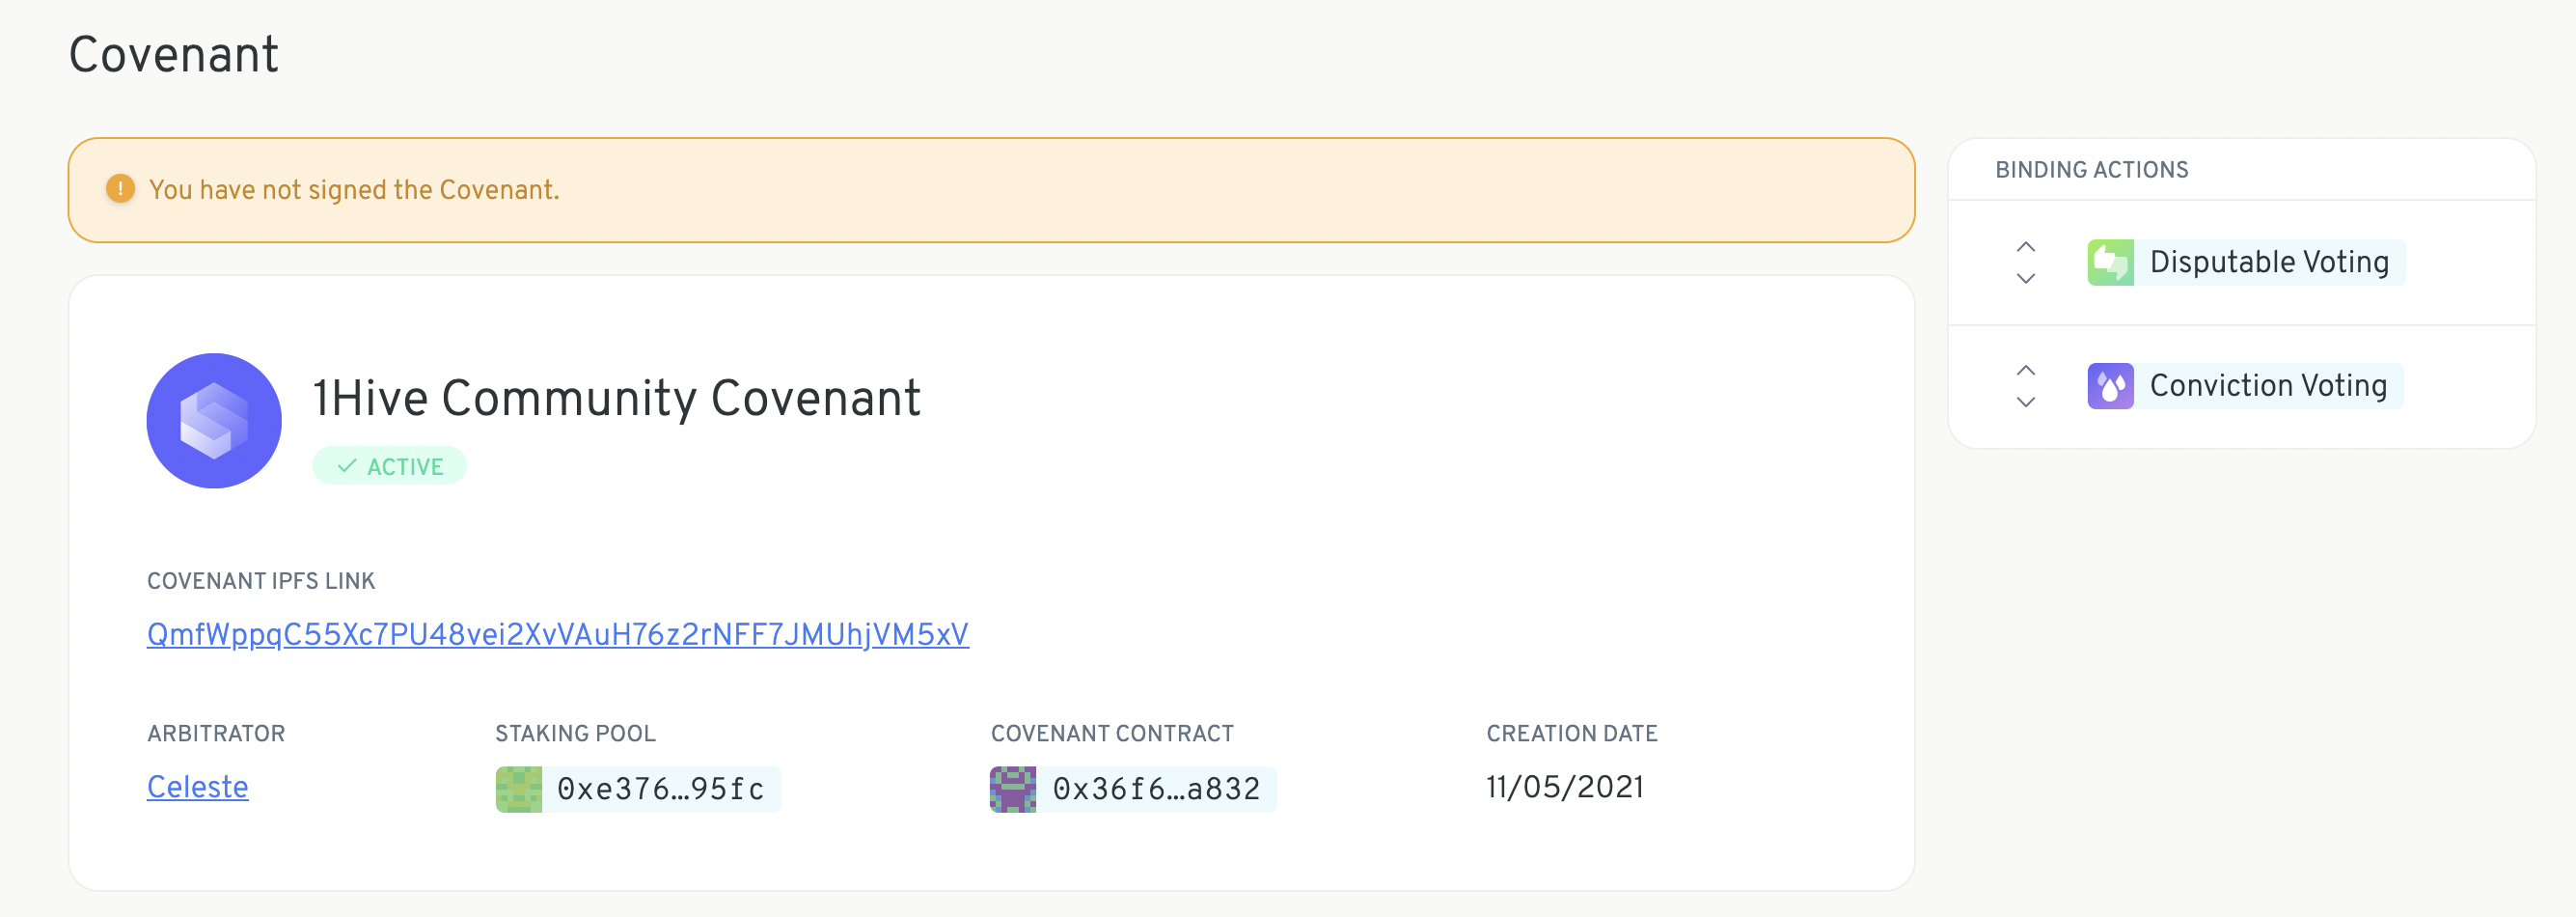 Covenant
You have not signed the Covenant.
1Hive Community Covenant
ACTIVE
COVENANT IPFS LINK
QmfWppqC55Xc7PU48vei2XvVAuH76z2rNFF7JMUhjVM5xV
ARBITRATOR
Celeste
STAKING POOL
0xe376…95fc
COVENANT CONTRACT
0x36f6…a832
CREATION DATE
11/05/2021
BINDING ACTIONS
Disputable Voting
Conviction Voting